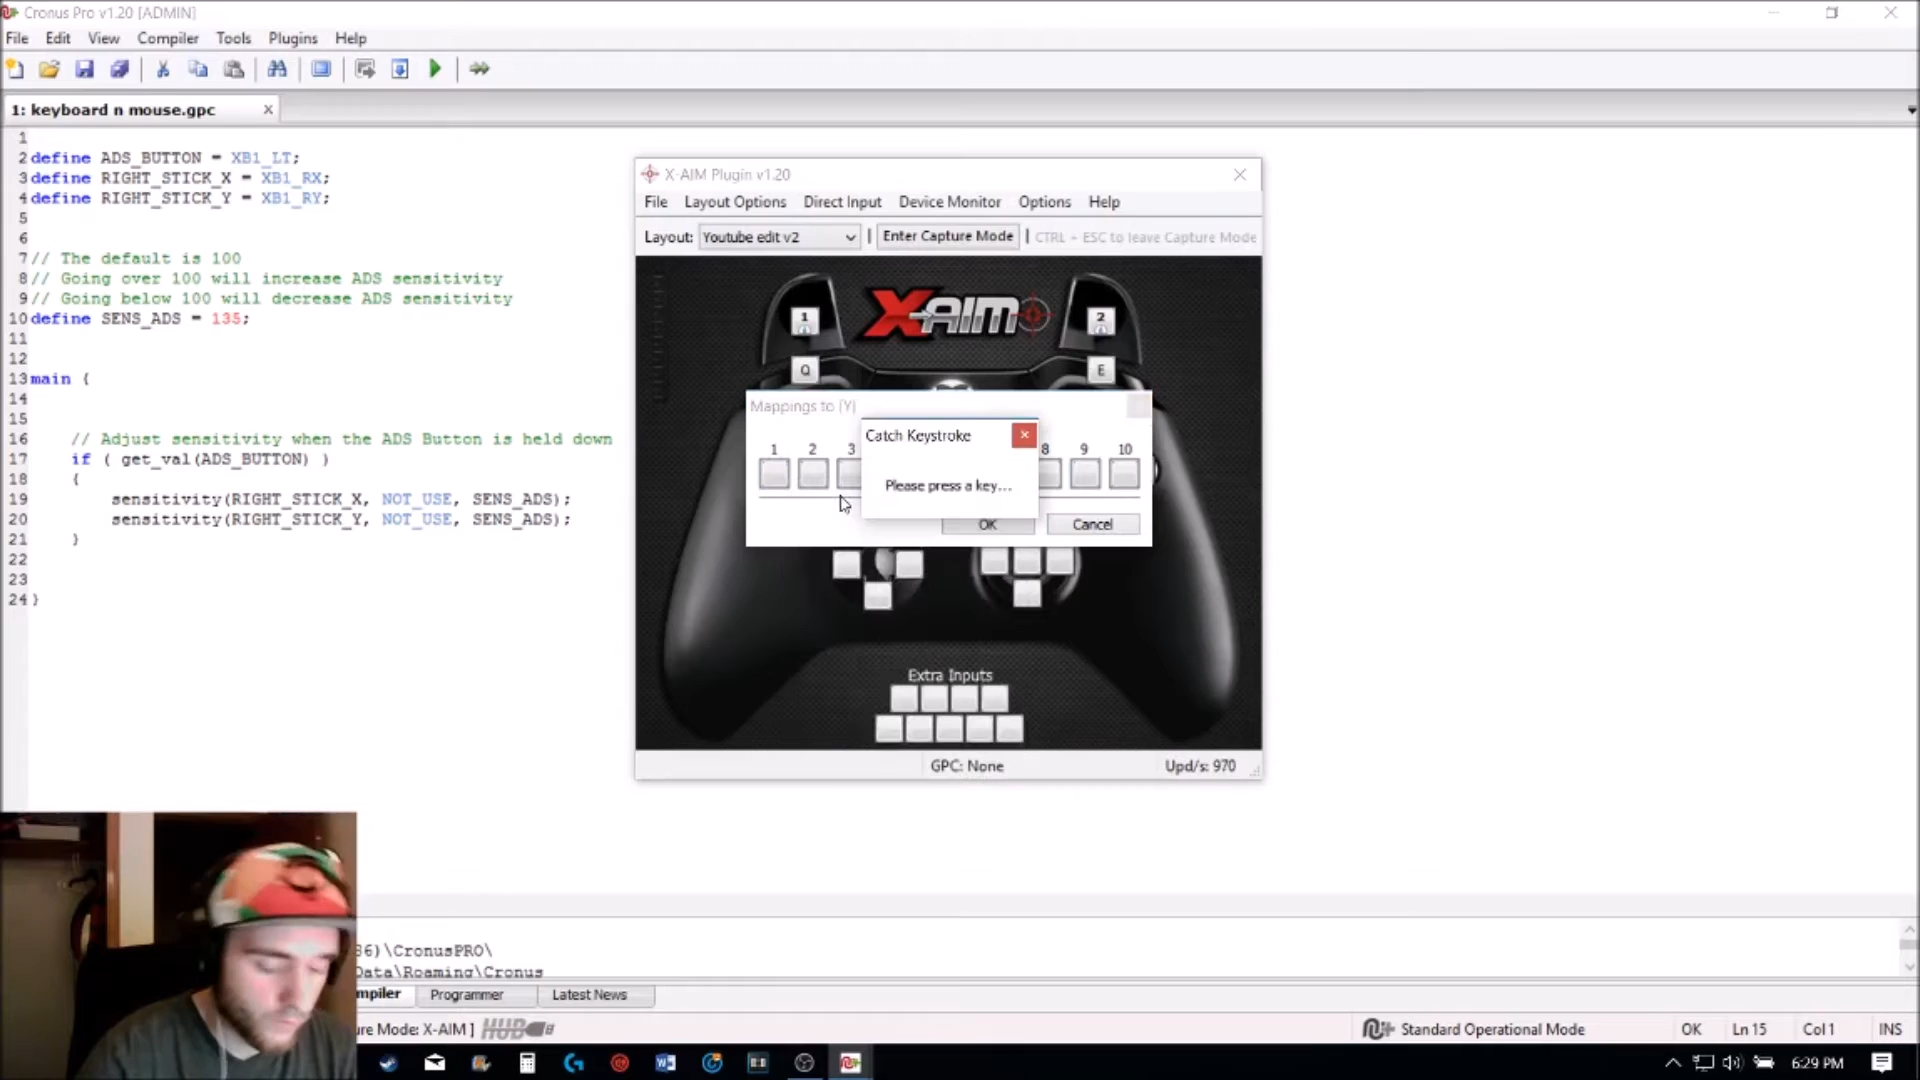 Cronus Pro v1.20 [ADMIN]
File Edit View Compiler Tools Plugins Help
1: keyboard n mouse.gpc
1
2 define ADS_BUTTON = XB1_LT;
3 define RIGHT_STICK_X = XB1_RX;
4 define RIGHT_STICK_Y = XB1_RY;
5
6
7 // The default is 100
8 // Going over 100 will increase ADS sensitivity
9 // Going below 100 will decrease ADS sensitivity
10 define SENS_ADS = 135;
11
12
13 main {
14
15
16 // Adjust sensitivity when the ADS Button is held down
17 if ( get_val(ADS_BUTTON) )
18 {
19 sensitivity(RIGHT_STICK_X, NOT_USE, SENS_ADS);
20 sensitivity(RIGHT_STICK_Y, NOT_USE, SENS_ADS);
21 }
22
23
24 }
X-AIM Plugin v1.20
File Layout Options Direct Input Device Monitor Options Help
Layout: Youtube edit v2 | Enter Capture Mode | CTRL + ESC to leave Capture Mode
X-AIM
1 2
Q E
Mappings to [Y]
Catch Keystroke
1 2 3 8 9 10
Please press a key...
OK Cancel
Extra Inputs
GPC: None Upd/s: 970
86)\CronusPRO\
Data\Roaming\Cronus
mpiler Programmer Latest News
ure Mode: X-AIM ] HUB Standard Operational Mode OK Ln 15 Col 1 INS
6:29 PM